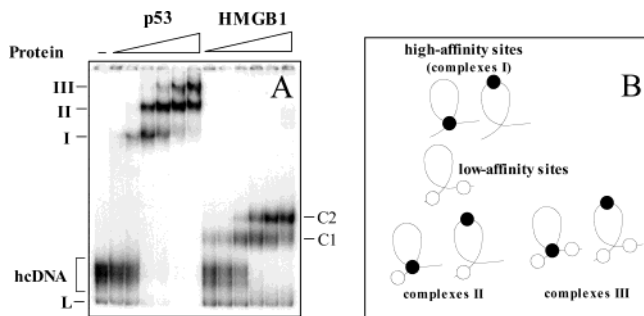 p53 HMGB1
Protein –
A
III
II
I
C2
C1
hcDNA
L
B
high-affinity sites
(complexes I)
low-affinity sites
complexes II
complexes III